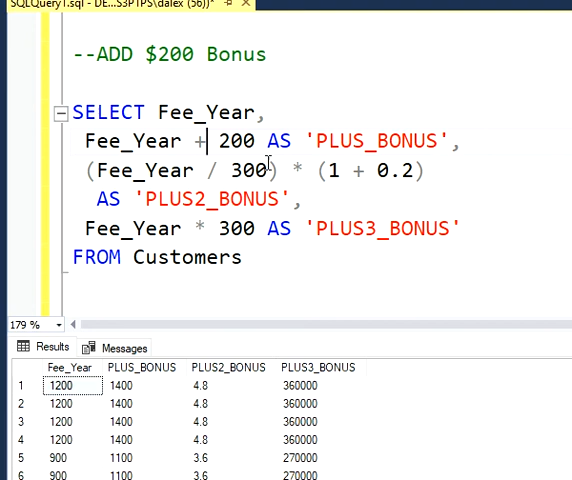 SQLQuery1.sql - DE...S3PTPS\dalex (56))*
--ADD $200 Bonus
SELECT Fee_Year,
Fee_Year + 200 AS 'PLUS_BONUS',
(Fee_Year / 300) * (1 + 0.2)
AS 'PLUS2_BONUS',
Fee_Year * 300 AS 'PLUS3_BONUS'
FROM Customers
179 %
Results Messages
Fee_Year PLUS_BONUS PLUS2_BONUS PLUS3_BONUS
1 1200 1400 4.8 360000
2 1200 1400 4.8 360000
3 1200 1400 4.8 360000
4 1200 1400 4.8 360000
5 900 1100 3.6 270000
6 900 1100 3.6 270000